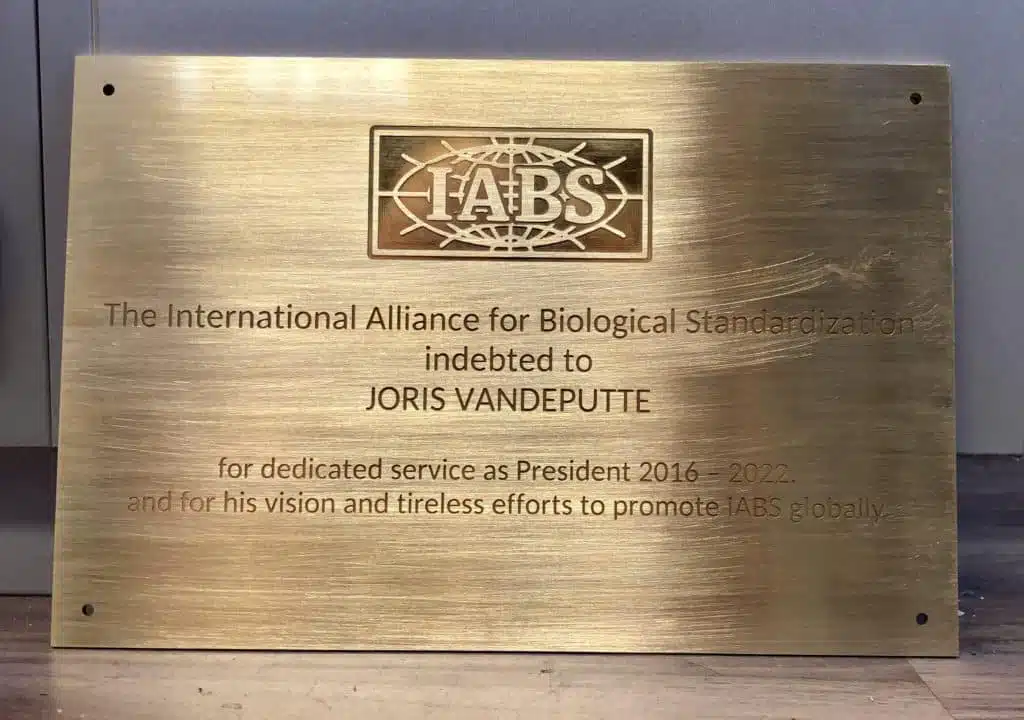 IABS
The International Alliance for Biological Standardization
indebted to
JORIS VANDEPUTTE
for dedicated service as President 2016 – 2022.
and for his vision and tireless efforts to promote IABS globally.